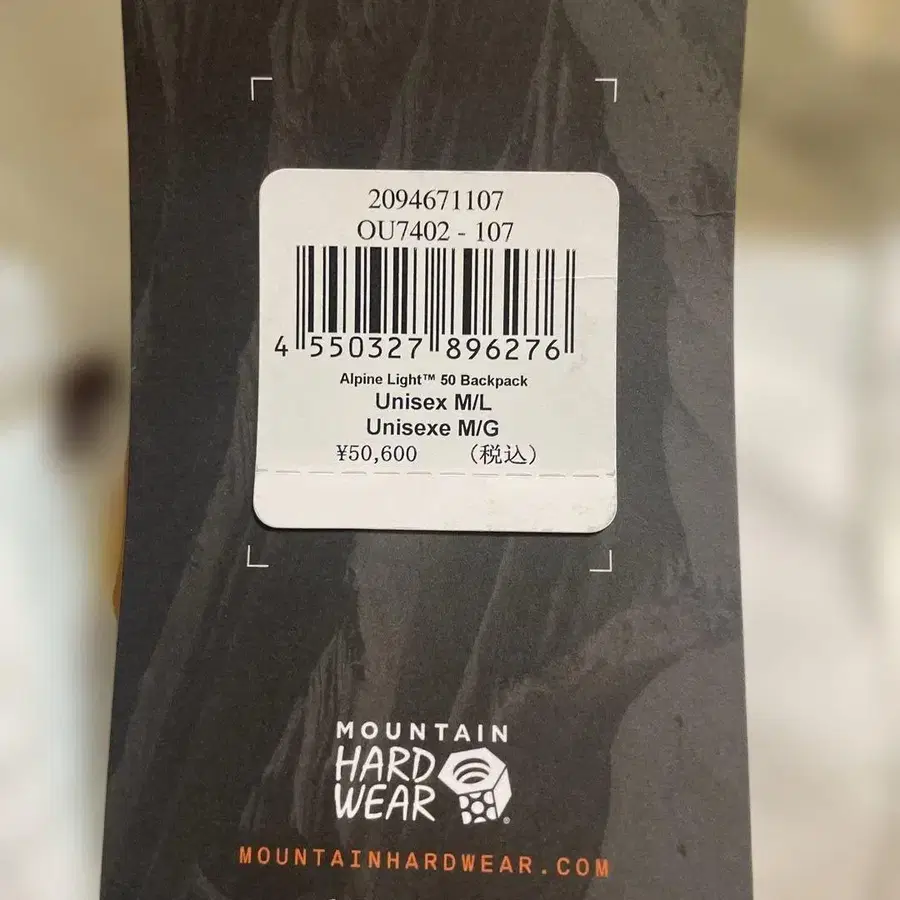 2094671107
OU7402 - 107
4 550327 896276
Alpine Light™ 50 Backpack
Unisex M/L
Unisexe M/G
¥50,600 (税込)
MOUNTAIN
HARD
WEAR
MOUNTAINHARDWEAR.COM